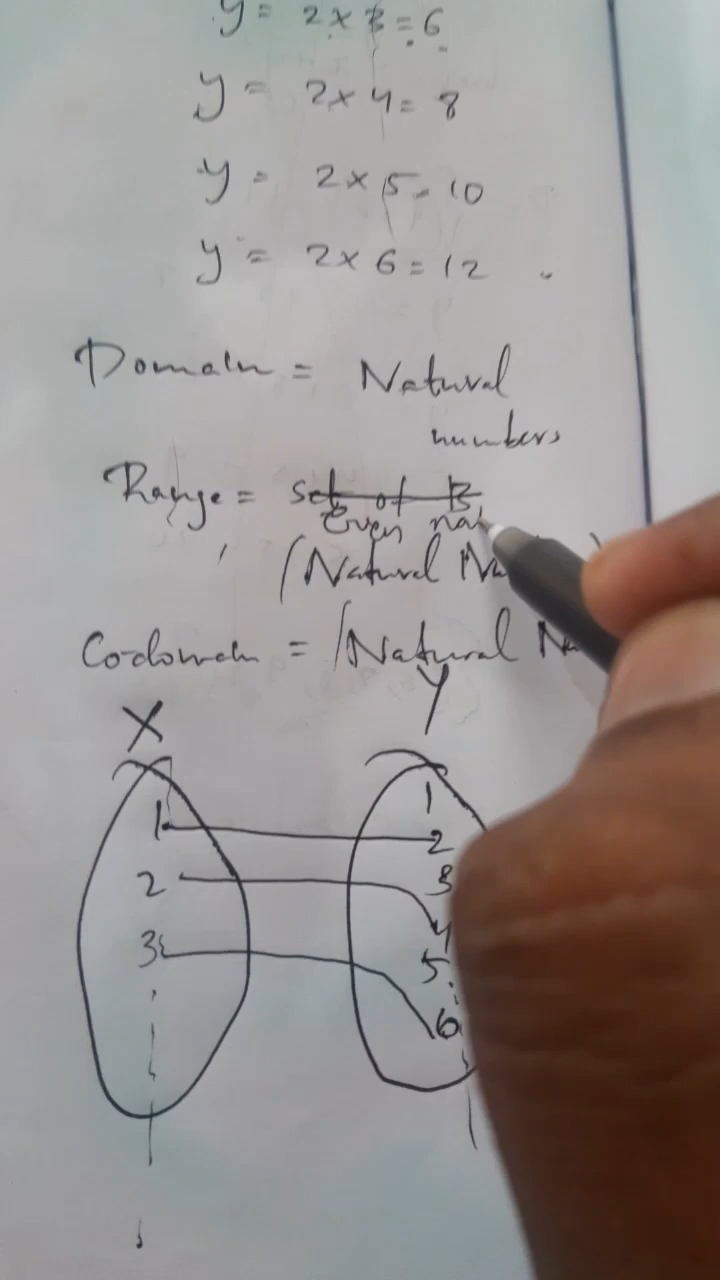 y = 2 x 3 = 6
y = 2 x 4 = 8
y = 2 x 5 = 10
y = 2 x 6 = 12
Domain = Natural
numbers
Range = set of B
Even
(Natural
Codomain = (Natural
X Y
1
1 2
2 3
4
3 5
6